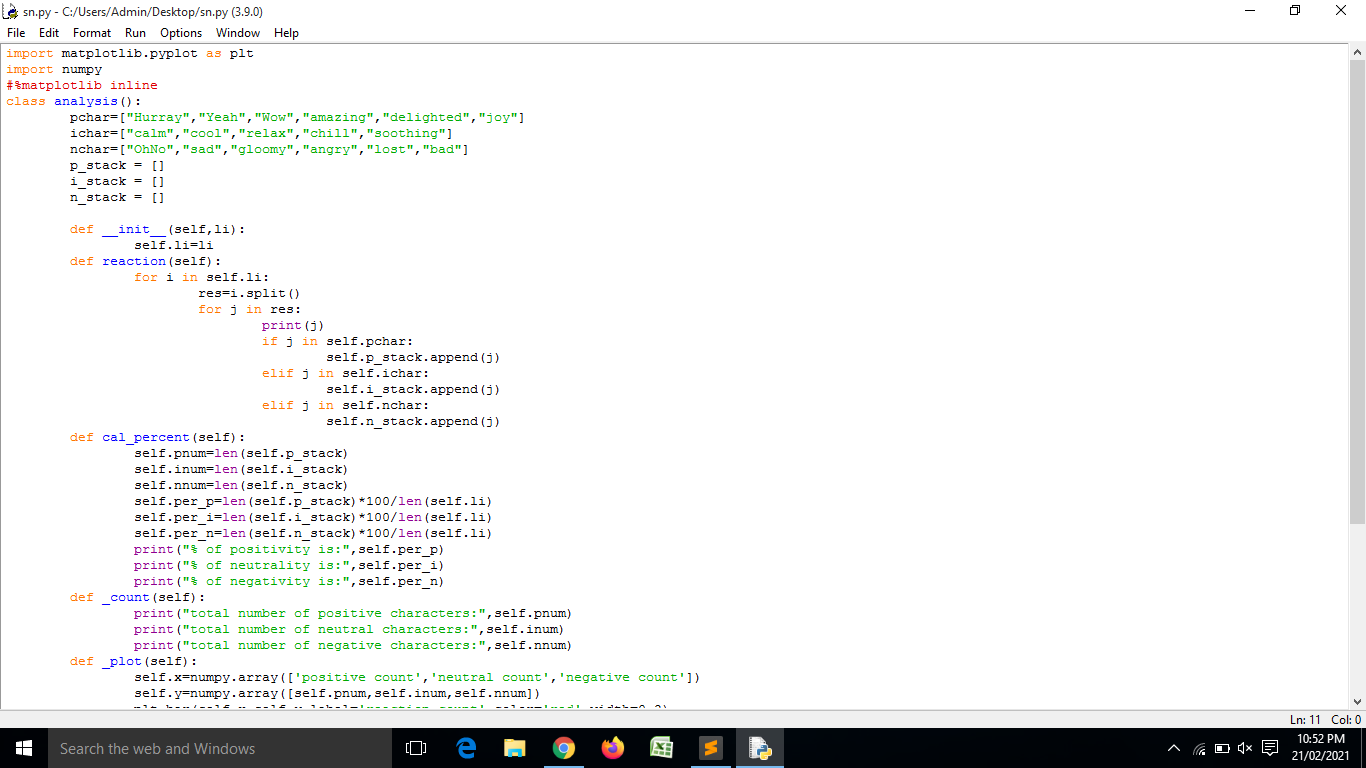 sn.py - C:/Users/Admin/Desktop/sn.py (3.9.0)
File Edit Format Run Options Window Help
import matplotlib.pyplot as plt
import numpy
#%matplotlib inline
class analysis():
        pchar=["Hurray","Yeah","Wow","amazing","delighted","joy"]
        ichar=["calm","cool","relax","chill","soothing"]
        nchar=["OhNo","sad","gloomy","angry","lost","bad"]
        p_stack = []
        i_stack = []
        n_stack = []
        def __init__(self,li):
                self.li=li
        def reaction(self):
                for i in self.li:
                        res=i.split()
                        for j in res:
                                print(j)
                                if j in self.pchar:
                                        self.p_stack.append(j)
                                elif j in self.ichar:
                                        self.i_stack.append(j)
                                elif j in self.nchar:
                                        self.n_stack.append(j)
        def cal_percent(self):
                self.pnum=len(self.p_stack)
                self.inum=len(self.i_stack)
                self.nnum=len(self.n_stack)
                self.per_p=len(self.p_stack)*100/len(self.li)
                self.per_i=len(self.i_stack)*100/len(self.li)
                self.per_n=len(self.n_stack)*100/len(self.li)
                print("% of positivity is:",self.per_p)
                print("% of neutrality is:",self.per_i)
                print("% of negativity is:",self.per_n)
        def _count(self):
                print("total number of positive characters:",self.pnum)
                print("total number of neutral characters:",self.inum)
                print("total number of negative characters:",self.nnum)
        def _plot(self):
                self.x=numpy.array(['positive count','neutral count','negative count'])
                self.y=numpy.array([self.pnum,self.inum,self.nnum])
Ln: 11 Col: 0
Search the web and Windows
10:52 PM
21/02/2021